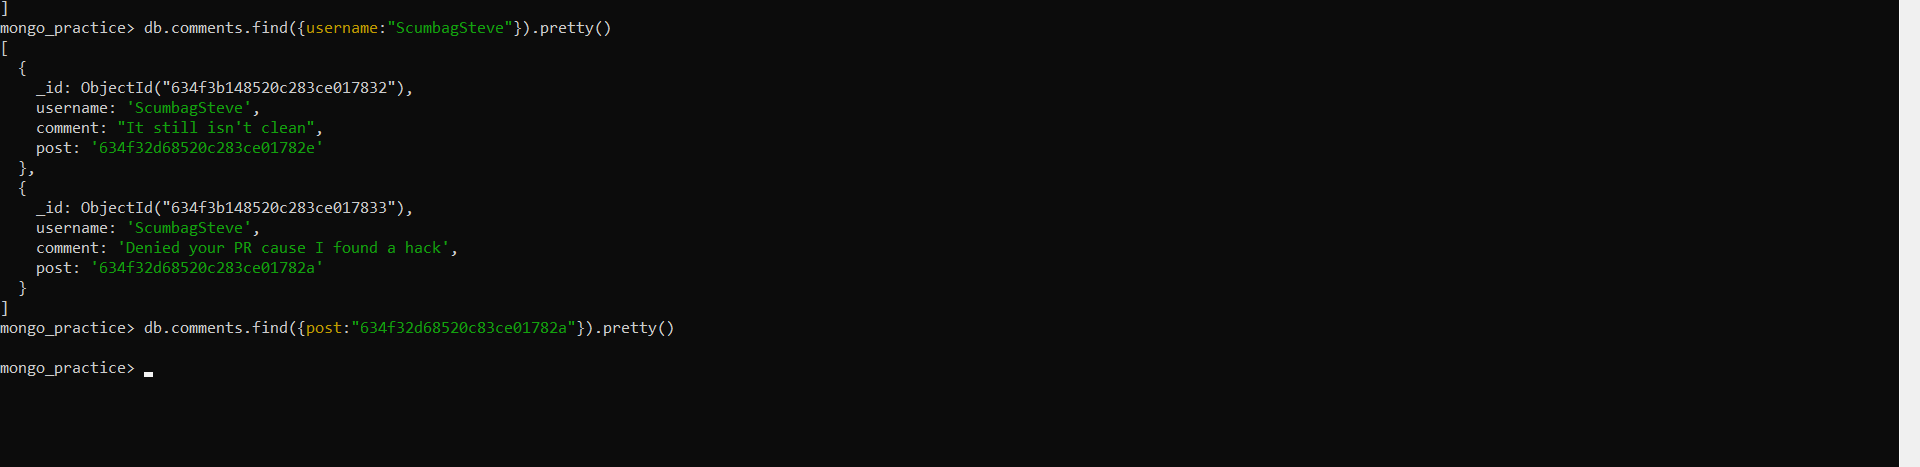 ]
mongo_practice> db.comments.find({username:"ScumbagSteve"}).pretty()
[
  {
    _id: ObjectId("634f3b148520c283ce017832"),
    username: 'ScumbagSteve',
    comment: "It still isn't clean",
    post: '634f32d68520c283ce01782e'
  },
  {
    _id: ObjectId("634f3b148520c283ce017833"),
    username: 'ScumbagSteve',
    comment: 'Denied your PR cause I found a hack',
    post: '634f32d68520c283ce01782a'
  }
]
mongo_practice> db.comments.find({post:"634f32d68520c83ce01782a"}).pretty()
mongo_practice>